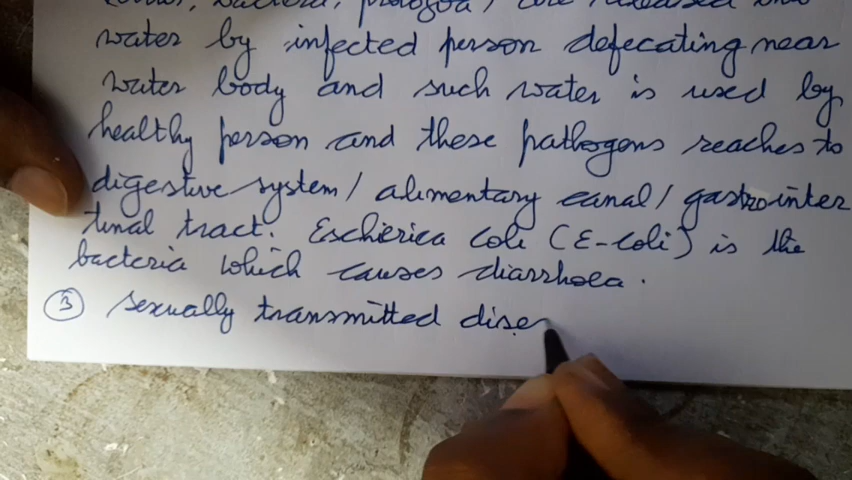 water by infected person defecating near
water body and such water is used by
healthy person and these pathogens reaches to
digestive system / alimentary canal / gastrointer
tinal tract. Escherica coli (E-coli) is the
bacteria which causes diarrhoea.
③ Sexually transmitted dise